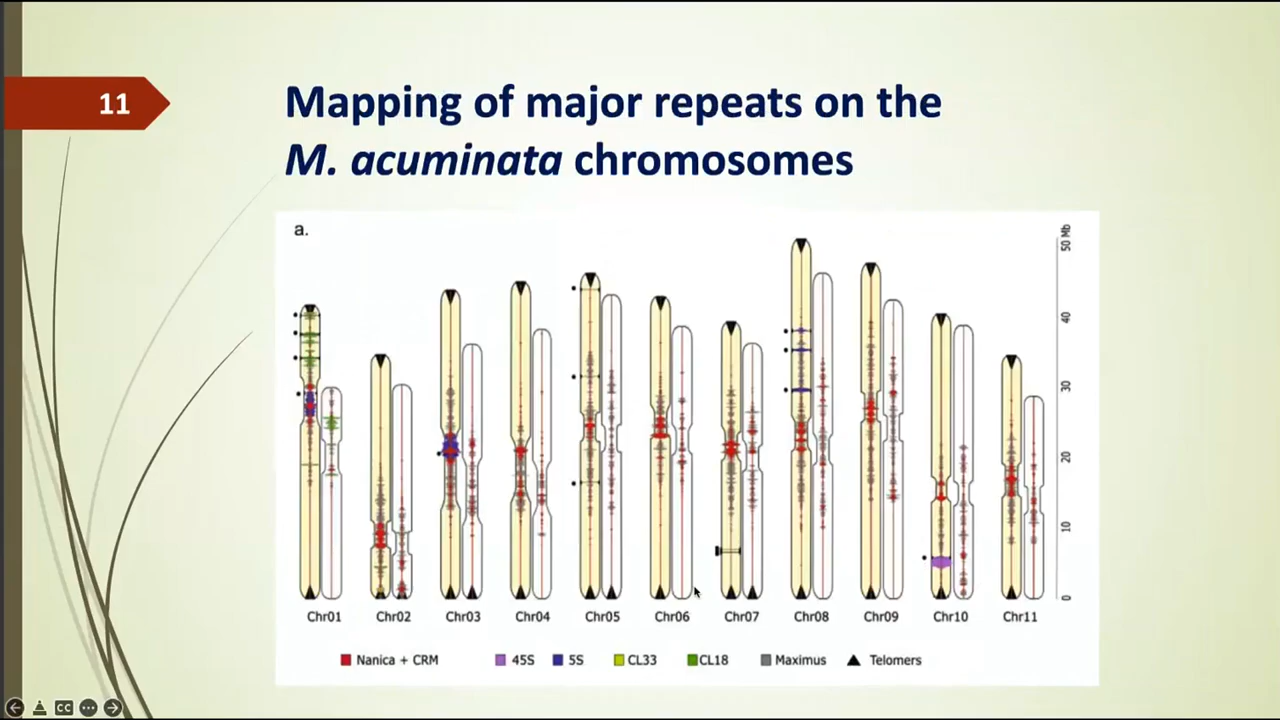 11
Mapping of major repeats on the
M. acuminata chromosomes
a.
50 Mb
40
30
20
10
0
Chr01 Chr02 Chr03 Chr04 Chr05 Chr06 Chr07 Chr08 Chr09 Chr10 Chr11
Nanica + CRM 45S 5S CL33 CL18 Maximus Telomers
CC